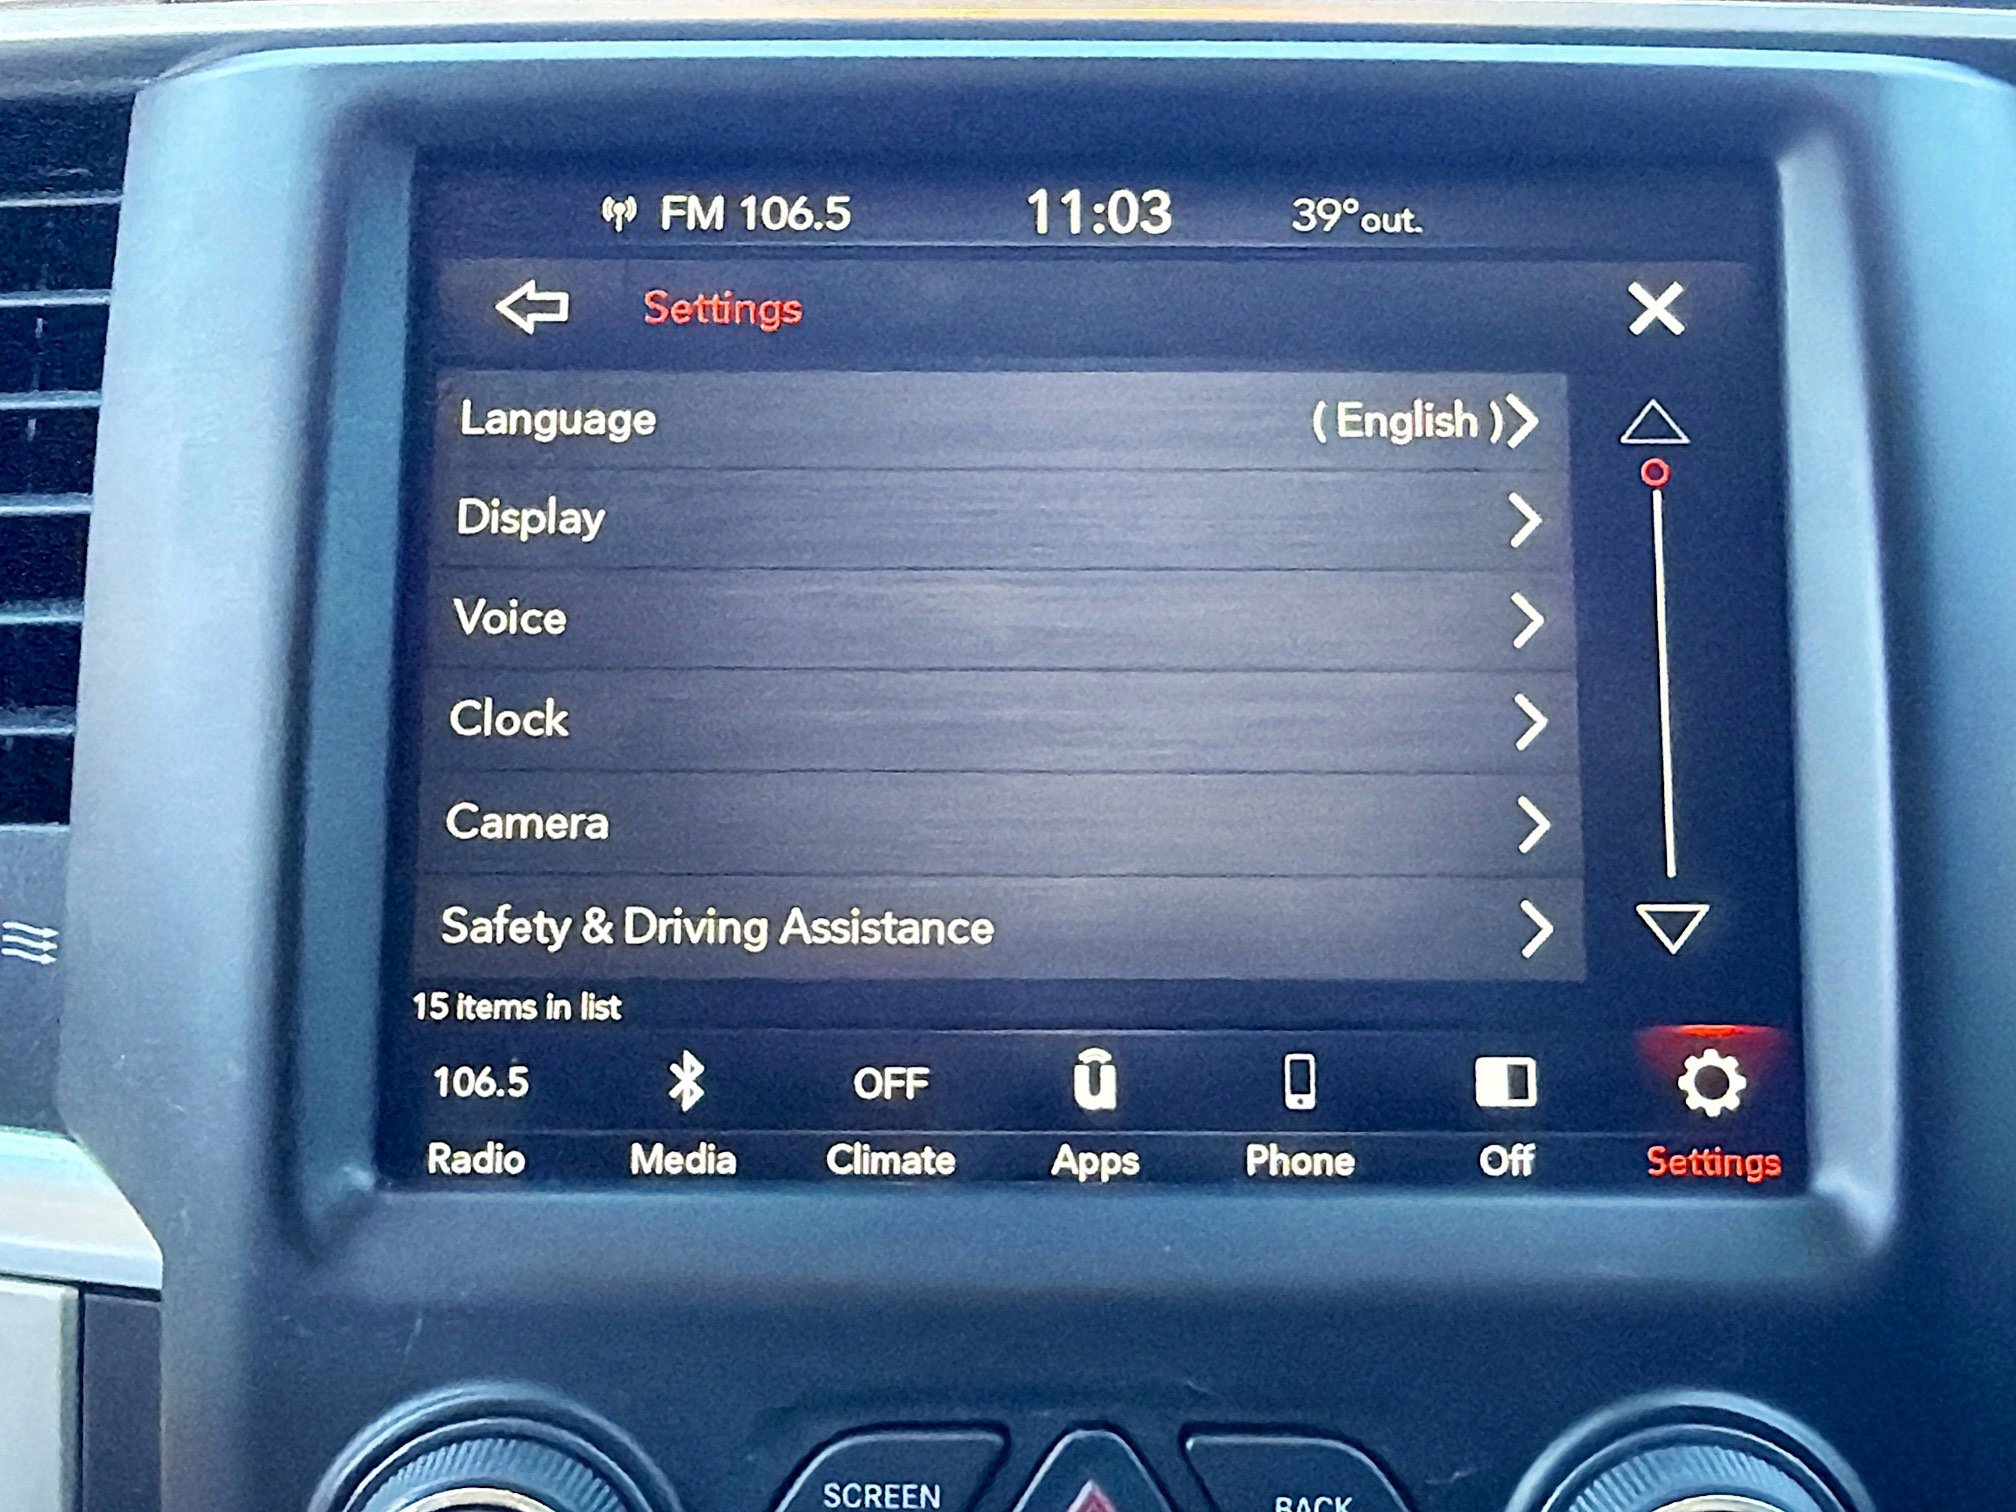 FM 106.5 11:03 39°out.
Settings
Language ( English )
Display
Voice
Clock
Camera
Safety & Driving Assistance
15 items in list
106.5 OFF
Radio Media Climate Apps Phone Off Settings
SCREEN BACK